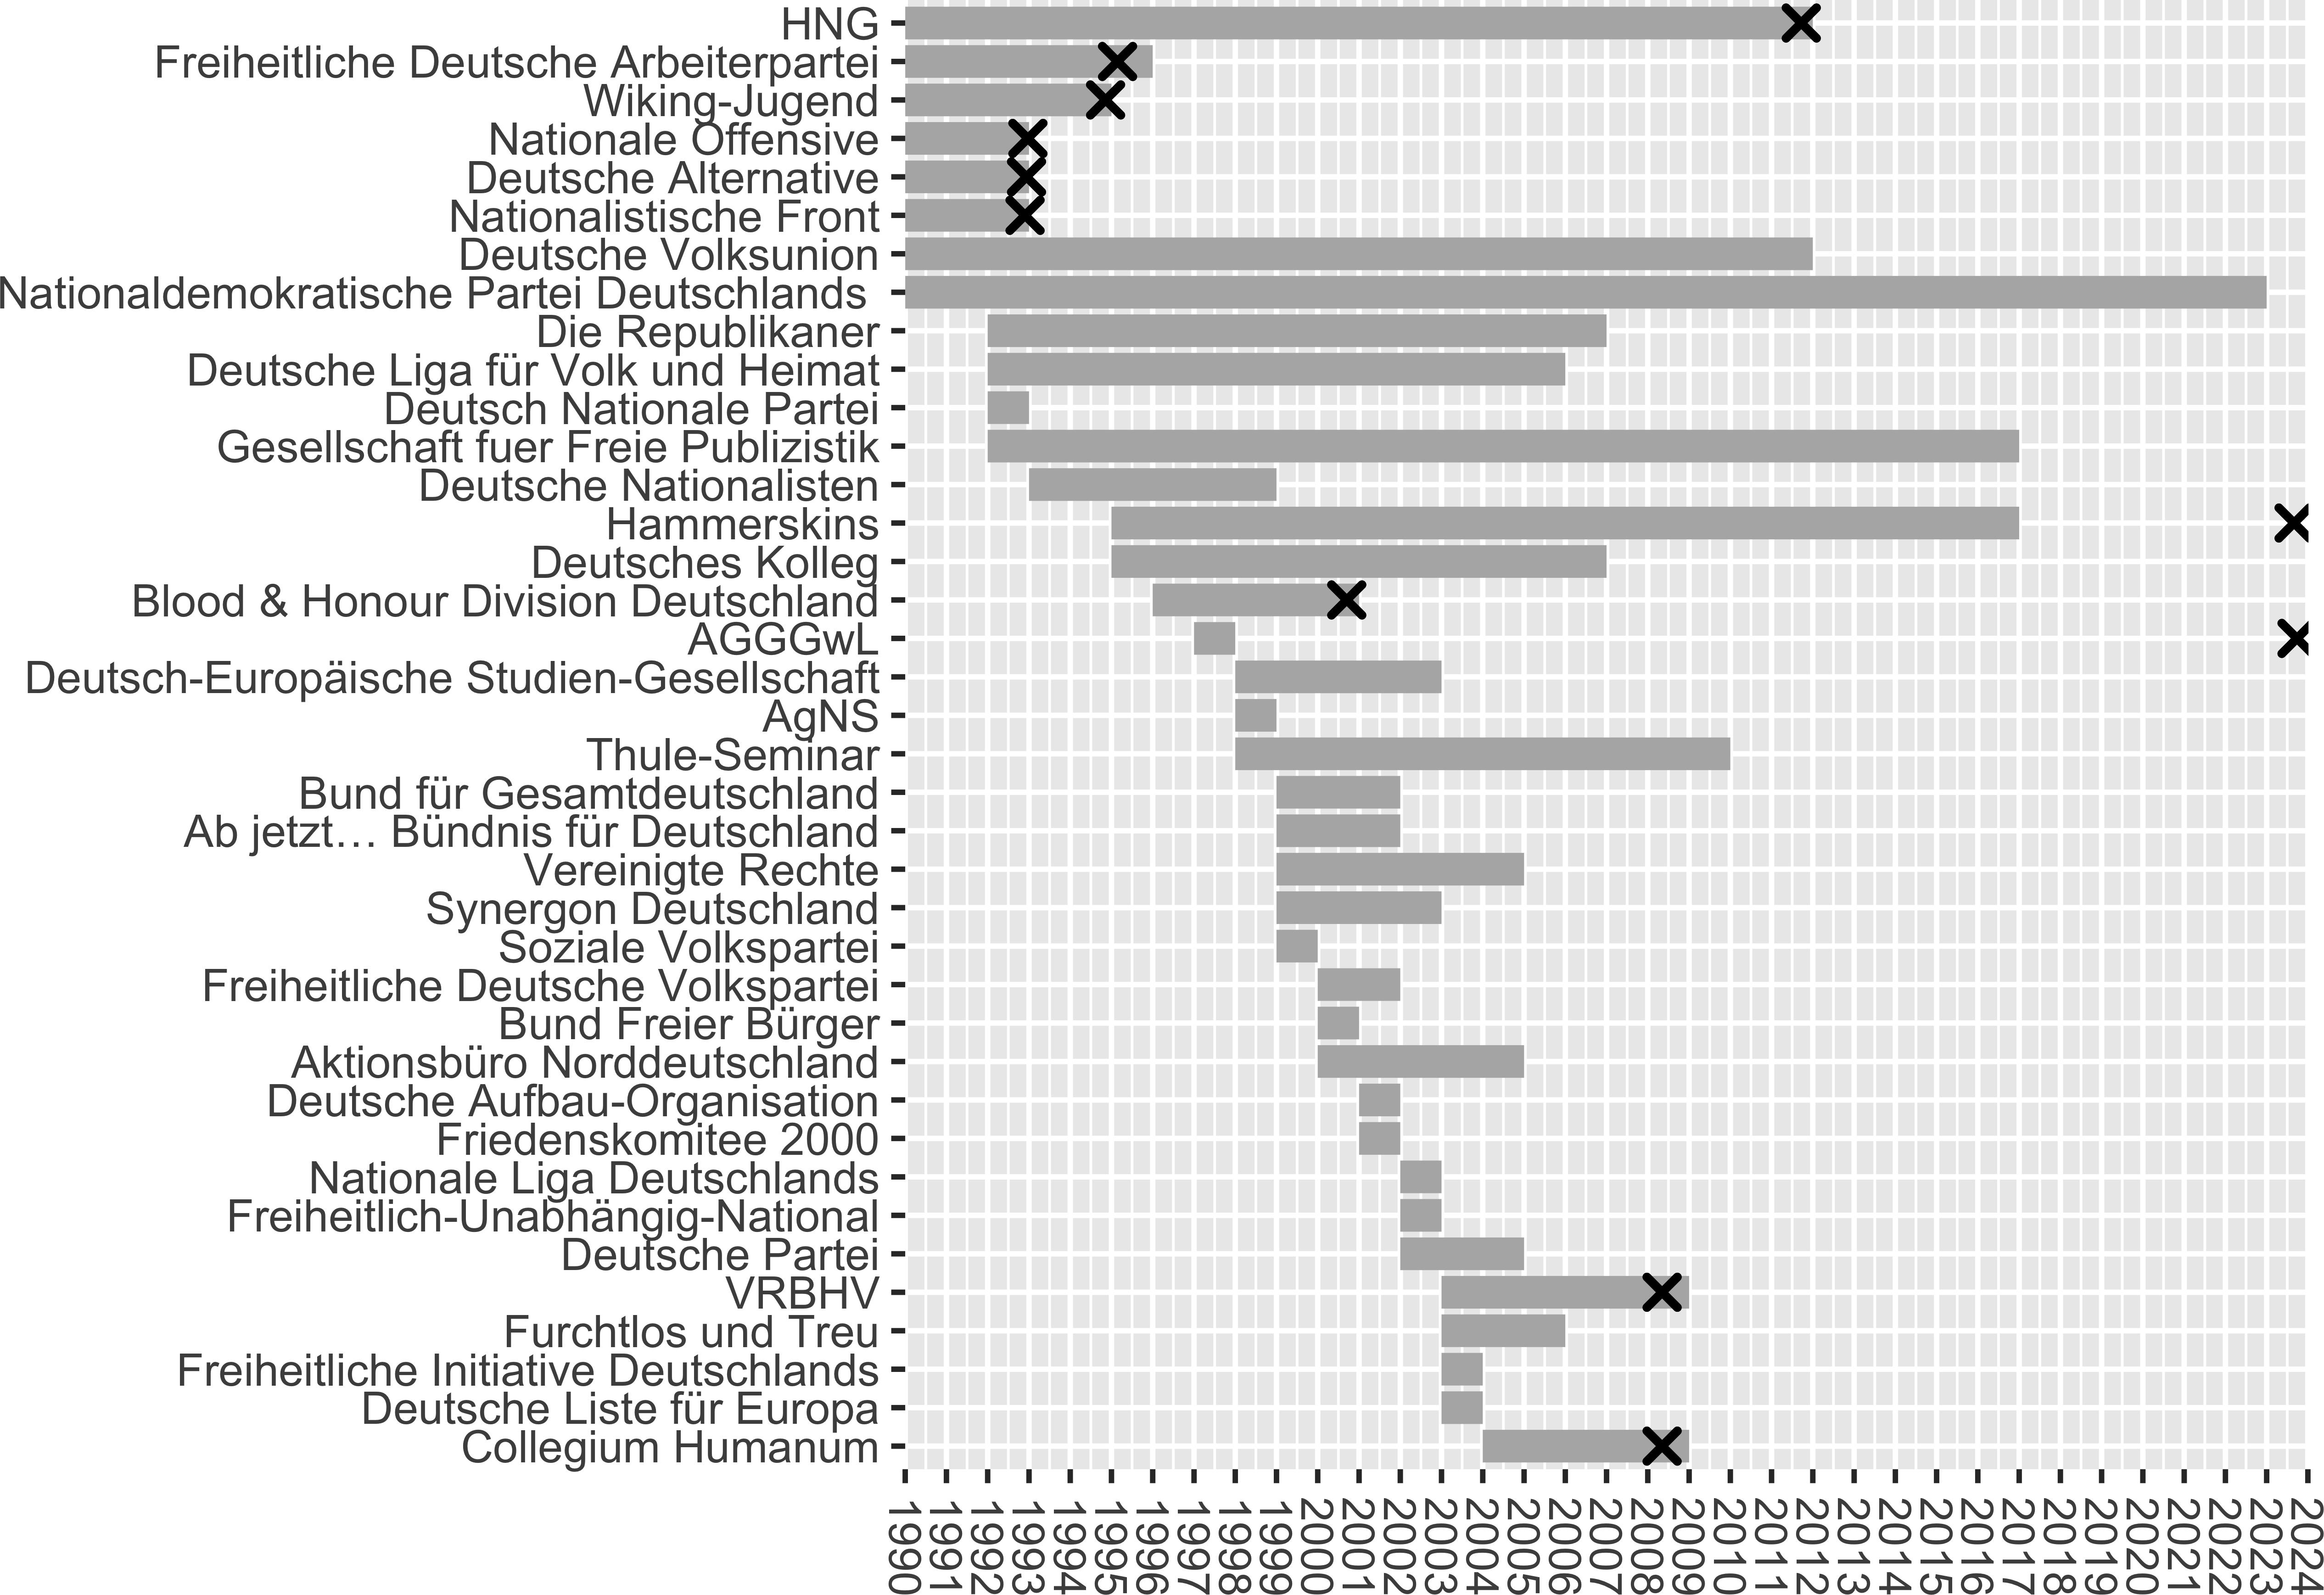 HNG
Freiheitliche Deutsche Arbeiterpartei
Wiking-Jugend
Nationale Offensive
Deutsche Alternative
Nationalistische Front
Deutsche Volksunion
Nationaldemokratische Partei Deutschlands
Die Republikaner
Deutsche Liga für Volk und Heimat
Deutsch Nationale Partei
Gesellschaft fuer Freie Publizistik
Deutsche Nationalisten
Hammerskins
Deutsches Kolleg
Blood & Honour Division Deutschland
AGGGwL
Deutsch-Europäische Studien-Gesellschaft
AgNS
Thule-Seminar
Bund für Gesamtdeutschland
Ab jetzt… Bündnis für Deutschland
Vereinigte Rechte
Synergon Deutschland
Soziale Volkspartei
Freiheitliche Deutsche Volkspartei
Bund Freier Bürger
Aktionsbüro Norddeutschland
Deutsche Aufbau-Organisation
Friedenskomitee 2000
Nationale Liga Deutschlands
Freiheitlich-Unabhängig-National
Deutsche Partei
VRBHV
Furchtlos und Treu
Freiheitliche Initiative Deutschlands
Deutsche Liste für Europa
Collegium Humanum
1990
1991
1992
1993
1994
1995
1996
1997
1998
1999
2000
2001
2002
2003
2004
2005
2006
2007
2008
2009
2010
2011
2012
2013
2014
2015
2016
2017
2018
2019
2020
2021
2022
2023
2024